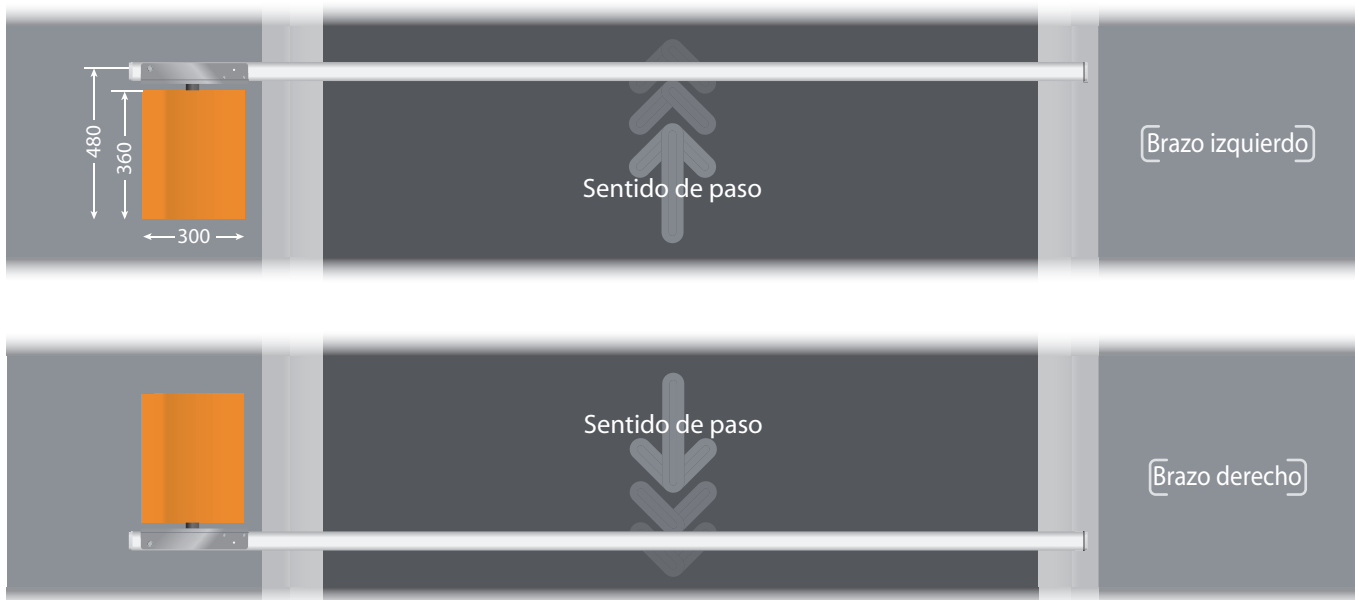 480
360
300
Sentido de paso
Brazo izquierdo
Sentido de paso
Brazo derecho